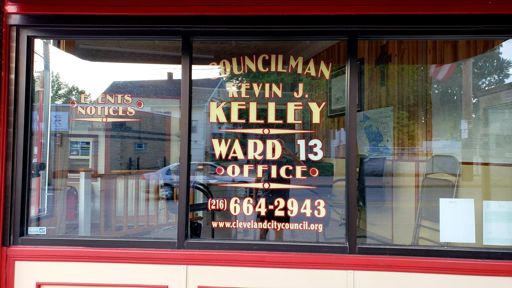 EVENTS
NOTICES
COUNCILMAN
KEVIN J.
KELLEY
WARD 13
OFFICE
(216) 664-2943
www.clevelandcitycouncil.org